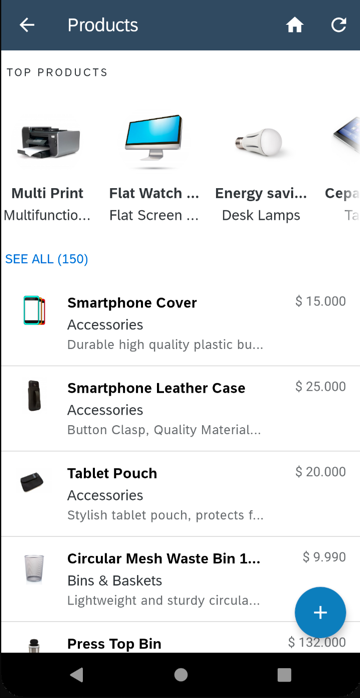 Products
TOP PRODUCTS
Multi Print
Multifunctio...
Flat Watch ...
Flat Screen ...
Energy savi...
Desk Lamps
Cepa
Ta
SEE ALL (150)
Smartphone Cover
$ 15.000
Accessories
Durable high quality plastic bu...
Smartphone Leather Case
$ 25.000
Accessories
Button Clasp, Quality Material...
Tablet Pouch
$ 20.000
Accessories
Stylish tablet pouch, protects f...
Circular Mesh Waste Bin 1...
$ 9.990
Bins & Baskets
Lightweight and sturdy circula...
Press Top Bin
$ 132.000